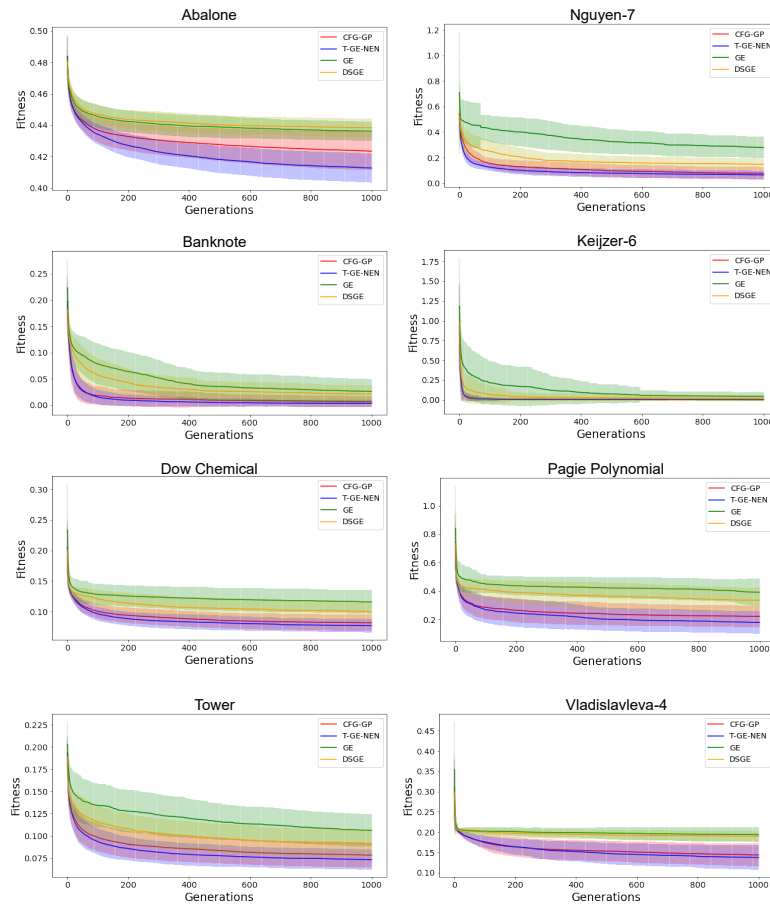 Abalone
0.50
0.48
0.46
0.44
0.42
0.40
Fitness
0 200 400 600 800 1000
Generations
CFG-GP
T-GE-NEN
GE
DSGE
Nguyen-7
1.2
1.0
0.8
0.6
0.4
0.2
0.0
Fitness
0 200 400 600 800 1000
Generations
CFG-GP
T-GE-NEN
GE
DSGE
Banknote
0.25
0.20
0.15
0.10
0.05
0.00
Fitness
0 200 400 600 800 1000
Generations
CFG-GP
T-GE-NEN
GE
DSGE
Keijzer-6
1.75
1.50
1.25
1.00
0.75
0.50
0.25
0.00
Fitness
0 200 400 600 800 1000
Generations
CFG-GP
T-GE-NEN
GE
DSGE
Dow Chemical
0.30
0.25
0.20
0.15
0.10
Fitness
0 200 400 600 800 1000
Generations
CFG-GP
T-GE-NEN
GE
DSGE
Pagie Polynomial
1.0
0.8
0.6
0.4
0.2
Fitness
0 200 400 600 800 1000
Generations
CFG-GP
T-GE-NEN
GE
DSGE
Tower
0.225
0.200
0.175
0.150
0.125
0.100
0.075
Fitness
0 200 400 600 800 1000
Generations
CFG-GP
T-GE-NEN
GE
DSGE
Vladislavleva-4
0.45
0.40
0.35
0.30
0.25
0.20
0.15
0.10
Fitness
0 200 400 600 800 1000
Generations
CFG-GP
T-GE-NEN
GE
DSGE